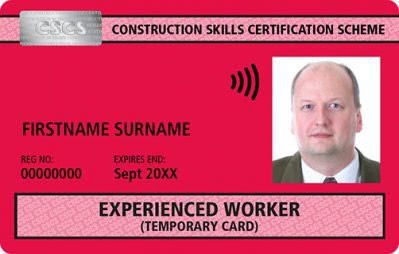 cscs CONSTRUCTION SKILLS CERTIFICATION SCHEME
FIRSTNAME SURNAME
REG NO: EXPIRES END:
00000000 Sept 20XX
EXPERIENCED WORKER
(TEMPORARY CARD)